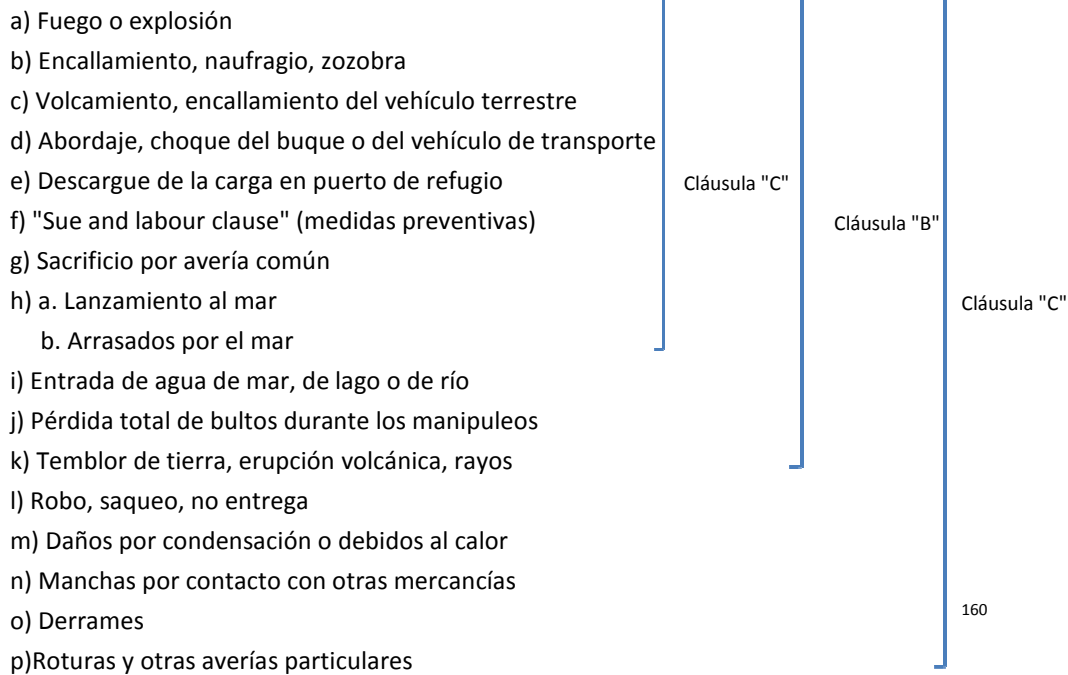 a) Fuego o explosión
b) Encallamiento, naufragio, zozobra
c) Volcamiento, encallamiento del vehículo terrestre
d) Abordaje, choque del buque o del vehículo de transporte
e) Descargue de la carga en puerto de refugio
Cláusula "C"
f) "Sue and labour clause" (medidas preventivas)
Cláusula "B"
g) Sacrificio por avería común
h) a. Lanzamiento al mar
Cláusula "C"
b. Arrasados por el mar
i) Entrada de agua de mar, de lago o de río
j) Pérdida total de bultos durante los manipuleos
k) Temblor de tierra, erupción volcánica, rayos
l) Robo, saqueo, no entrega
m) Daños por condensación o debidos al calor
n) Manchas por contacto con otras mercancías
o) Derrames
160
p)Roturas y otras averías particulares